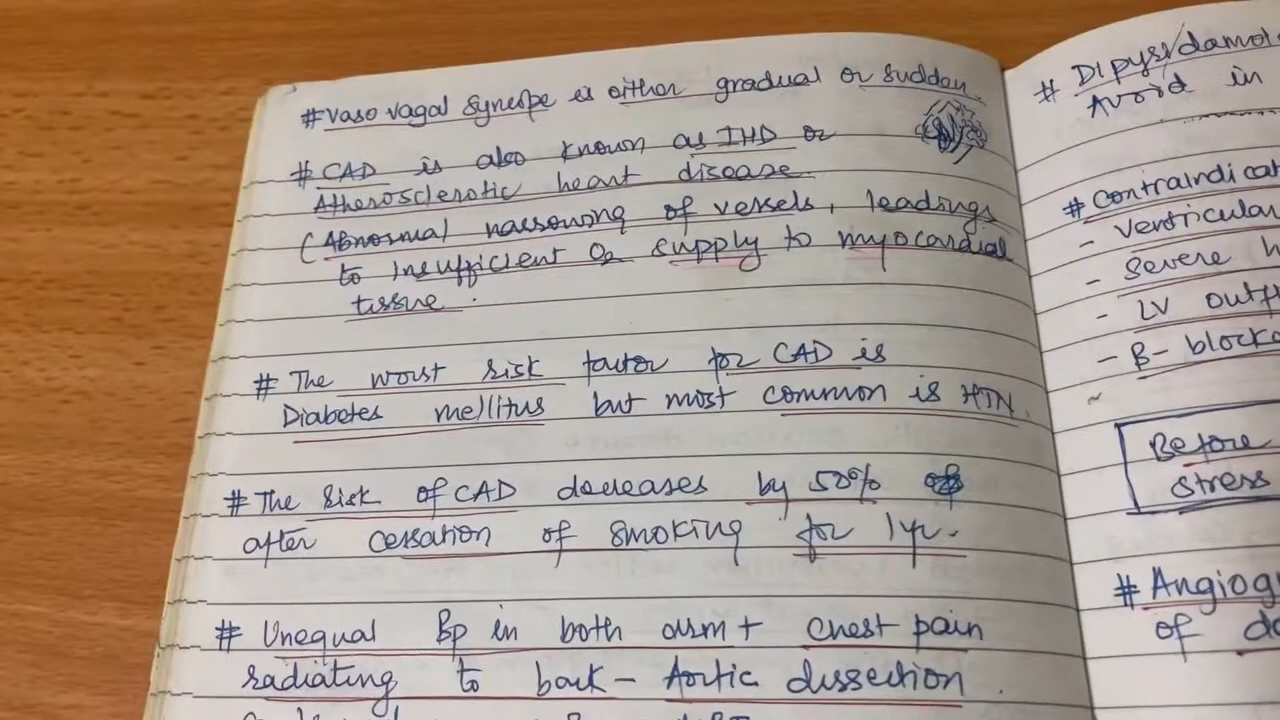 # Vaso vagal syncope is either gradual or sudden.
# CAD is also known as IHD or
Atherosclerotic heart disease.
(Abnormal narrowing of vessels, leadings
to insufficient O2 supply to myocardial
tissue.
# The worst risk factor for CAD is
Diabetes mellitus but most common is HTN.
# The risk of CAD decreases by 50%
after cessation of smoking for 1yr.
# Unequal Bp in both arm + chest pain
radiating to back - Aortic dissection.
# Dipyridamol
Avoid in
# Contraindicat
- Ventricular
- Severe
- LV outf
- B-blocke
Before
stress
# Angiog
of